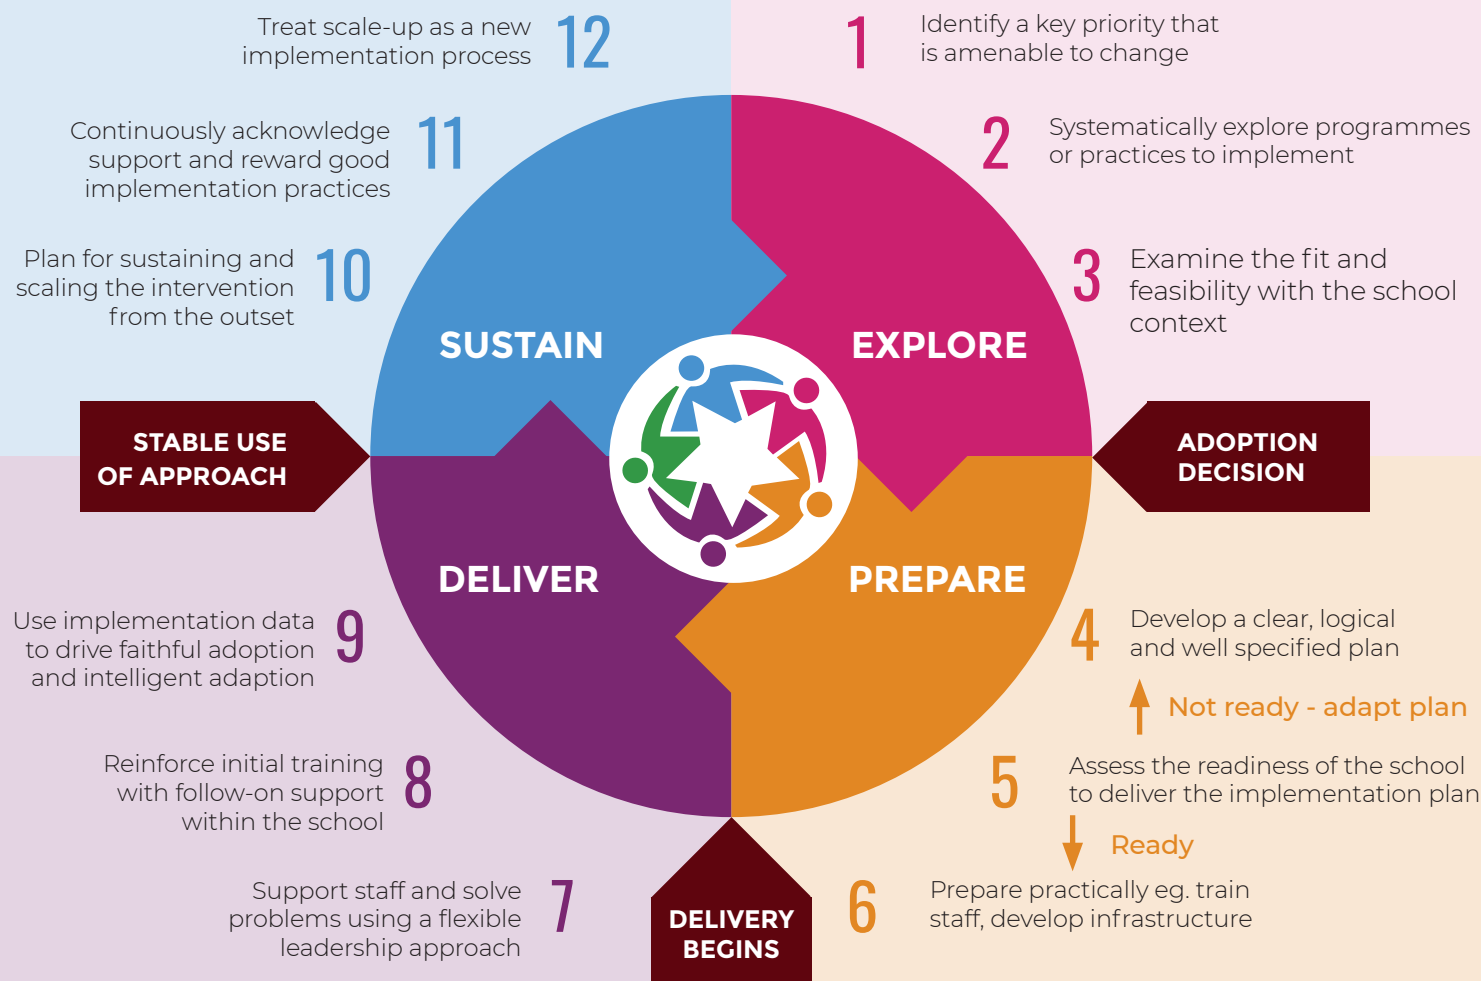 1
Identify a key priority that
is amenable to change
2
Systematically explore programmes
or practices to implement
3
Examine the fit and
feasibility with the school
context
EXPLORE
ADOPTION
DECISION
PREPARE
4
Develop a clear, logical
and well specified plan
Not ready - adapt plan
5
Assess the readiness of the school
to deliver the implementation plan
Ready
6
Prepare practically eg. train
staff, develop infrastructure
DELIVERY
BEGINS
DELIVER
7
Support staff and solve
problems using a flexible
leadership approach
8
Reinforce initial training
with follow-on support
within the school
9
Use implementation data
to drive faithful adoption
and intelligent adaption
STABLE USE
OF APPROACH
SUSTAIN
10
Plan for sustaining and
scaling the intervention
from the outset
11
Continuously acknowledge
support and reward good
implementation practices
12
Treat scale-up as a new
implementation process